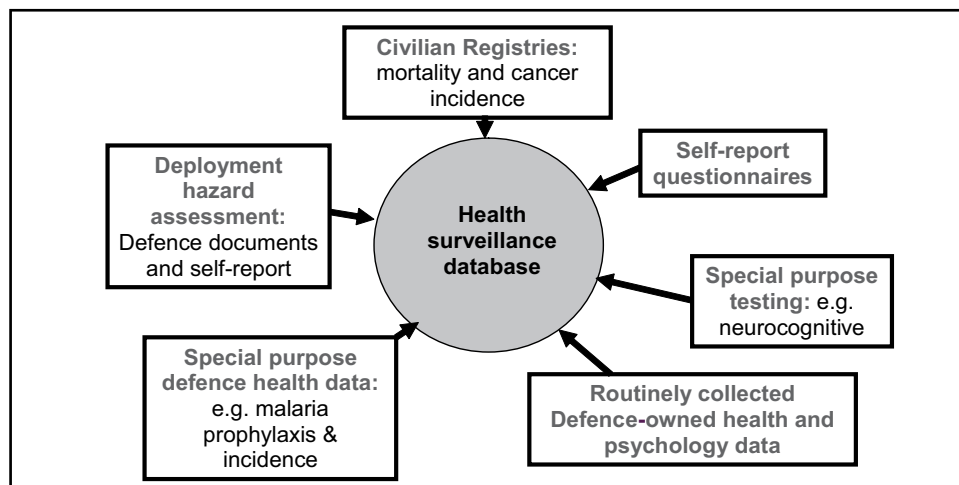 Civilian Registries:
mortality and cancer
incidence
Deployment
hazard
assessment:
Defence documents
and self-report
Self-report
questionnaires
Health
surveillance
database
Special purpose
testing: e.g.
neurocognitive
Special purpose
defence health data:
e.g. malaria
prophylaxis &
incidence
Routinely collected
Defence-owned health and
psychology data